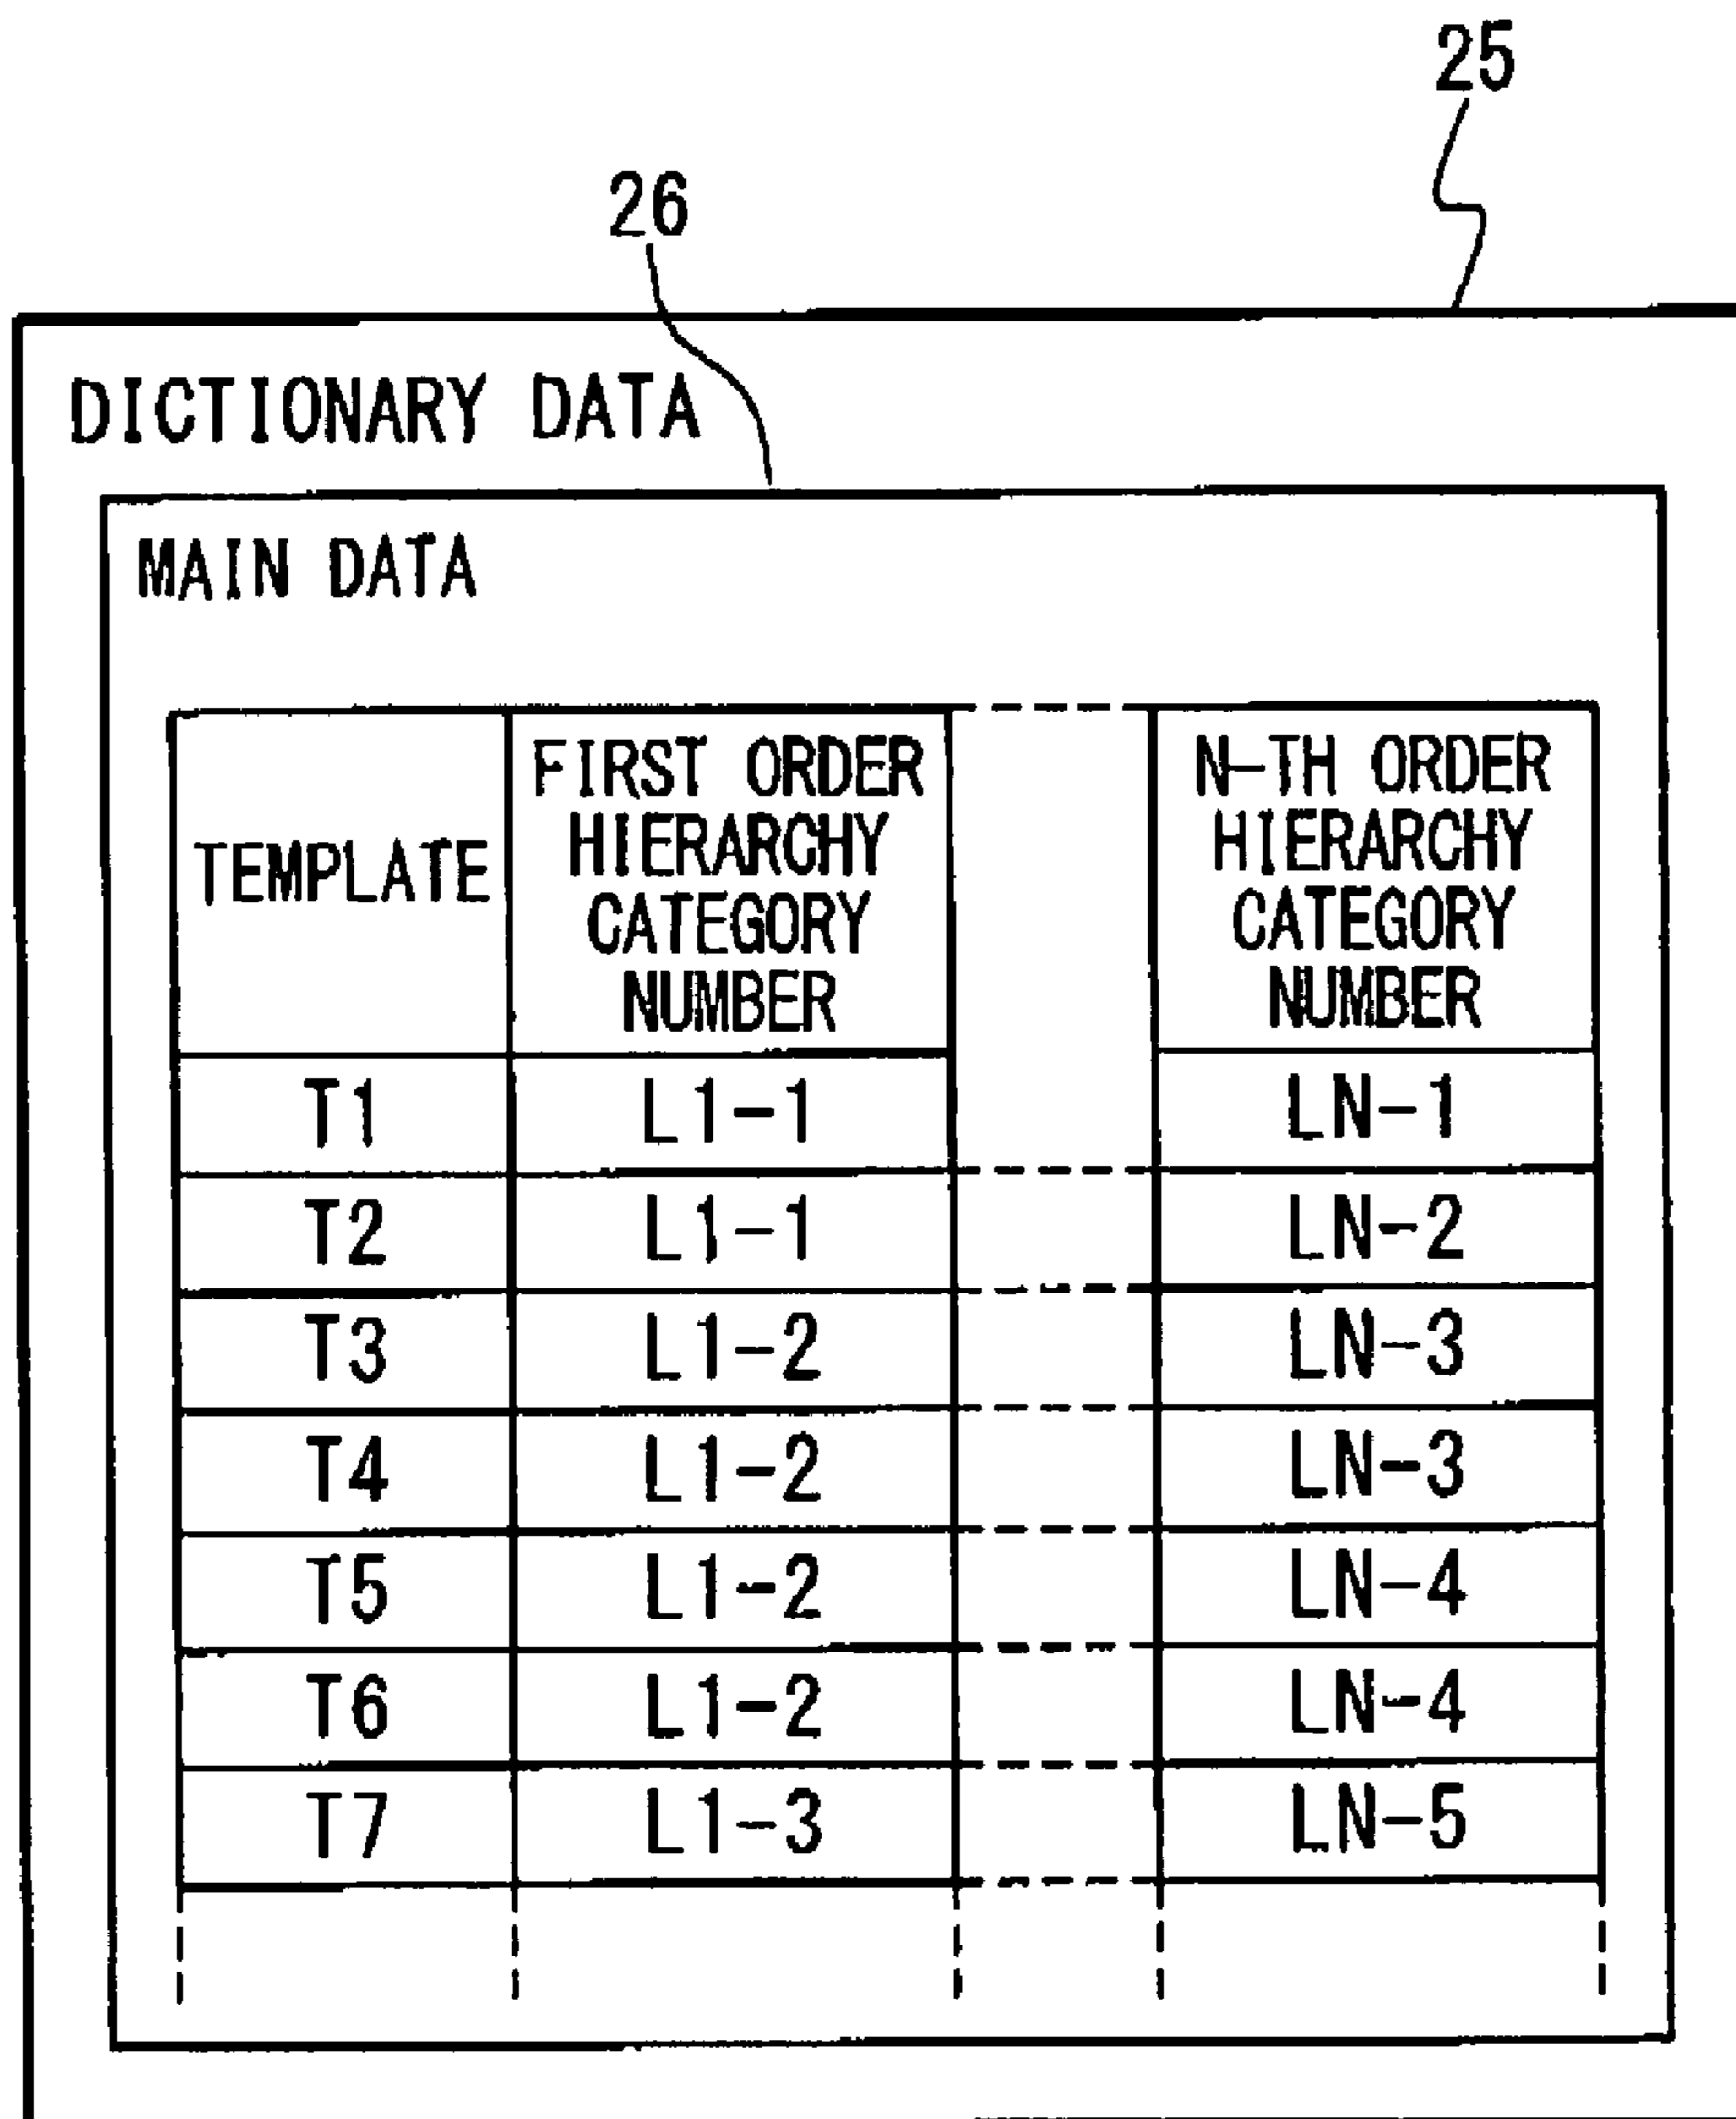 25
26
DICTIONARY DATA
MAIN DATA
TEMPLATE
FIRST ORDER
HIERARCHY
CATEGORY
NUMBER
N-TH ORDER
HIERARCHY
CATEGORY
NUMBER
T1 L1-1 LN-1
T2 L1-1 LN-2
T3 L1-2 LN-3
T4 L1-2 LN-3
T5 L1-2 LN-4
T6 L1-2 LN-4
T7 L1-3 LN-5